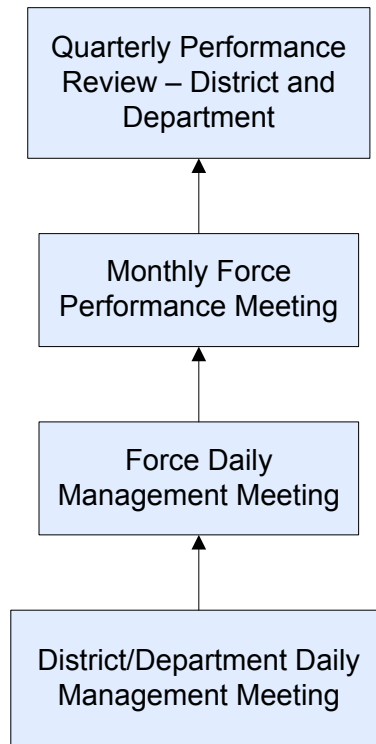 Quarterly Performance
Review – District and
Department
Monthly Force
Performance Meeting
Force Daily
Management Meeting
District/Department Daily
Management Meeting